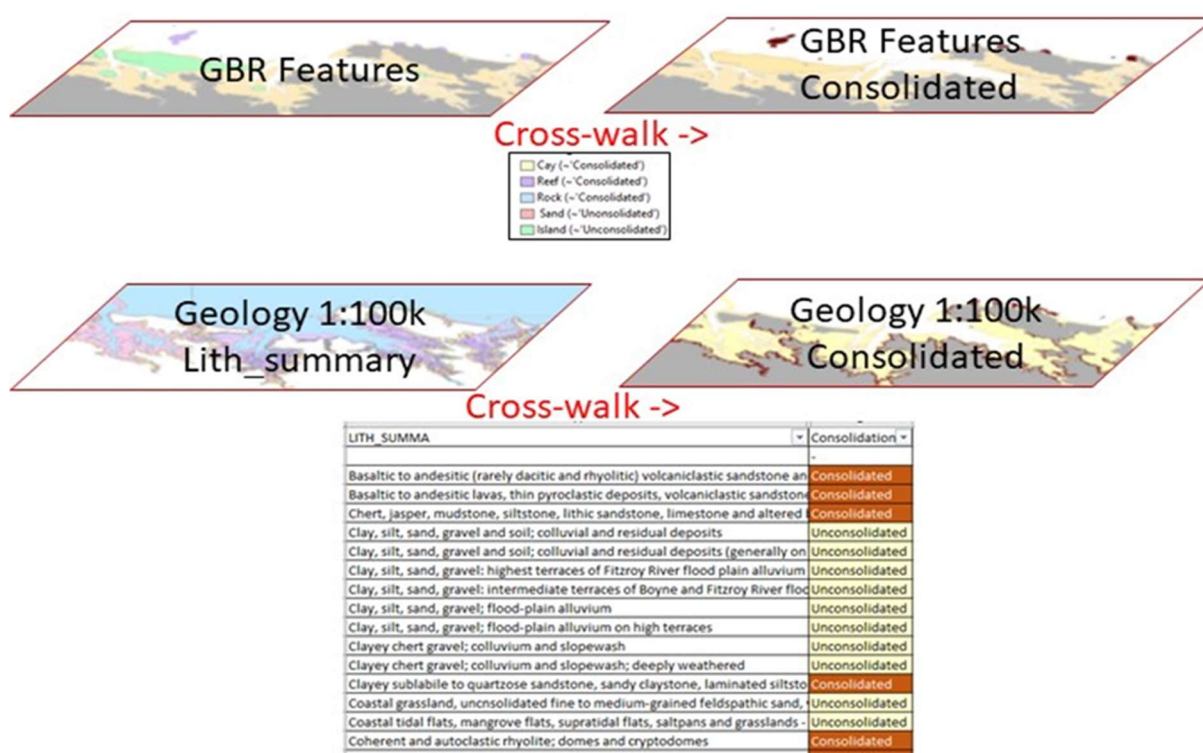 GBR Features
GBR Features
Consolidated
Cross-walk ->
Cay (~'Consolidated')
Reef (~'Consolidated')
Rock (~'Consolidated')
Sand (~'Unonsolidated')
Island (~'Unconsolidated')
Geology 1:100k
Lith_summary
Geology 1:100k
Consolidated
Cross-walk ->
LITH_SUMMA Consolidation
-
Basaltic to andesitic (rarely dacitic and rhyolitic) volcaniclastic sandstone an Consolidated
Basaltic to andesitic lavas, thin pyroclastic deposits, volcaniclastic sandstone Consolidated
Chert, jasper, mudstone, siltstone, lithic sandstone, limestone and altered Consolidated
Clay, silt, sand, gravel and soil; colluvial and residual deposits Unconsolidated
Clay, silt, sand, gravel and soil; colluvial and residual deposits (generally on Unconsolidated
Clay, silt, sand, gravel: highest terraces of Fitzroy River flood plain alluvium Unconsolidated
Clay, silt, sand, gravel: intermediate terraces of Boyne and Fitzroy River floo Unconsolidated
Clay, silt, sand, gravel; flood-plain alluvium Unconsolidated
Clay, silt, sand, gravel; flood-plain alluvium on high terraces Unconsolidated
Clayey chert gravel; colluvium and slopewash Unconsolidated
Clayey chert gravel; colluvium and slopewash; deeply weathered Unconsolidated
Clayey sublabile to quartzose sandstone, sandy claystone, laminated siltsto Consolidated
Coastal grassland, uncnsolidated fine to medium-grained feldspathic sand, Unconsolidated
Coastal tidal flats, mangrove flats, supratidal flats, saltpans and grasslands - Unconsolidated
Coherent and autoclastic rhyolite; domes and cryptodomes Consolidated